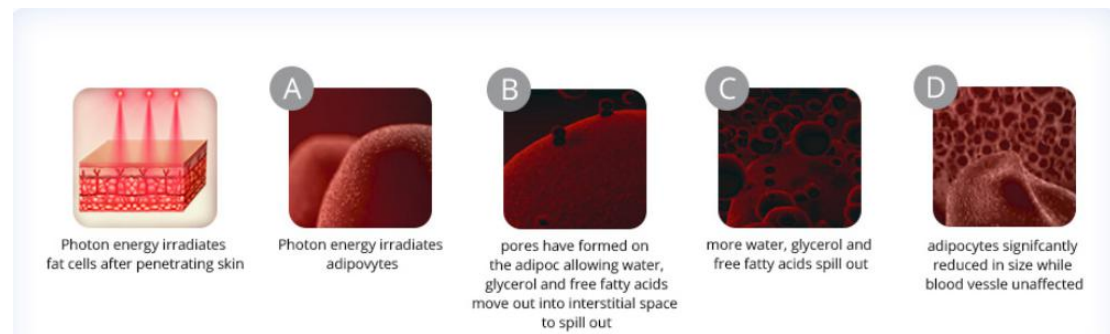 A
B
C
D
Photon energy irradiates
fat cells after penetrating skin
Photon energy irradiates
adipovytes
pores have formed on
the adipoc allowing water,
glycerol and free fatty acids
move out into interstitial space
to spill out
more water, glycerol and
free fatty acids spill out
adipocytes signifcantly
reduced in size while
blood vessle unaffected